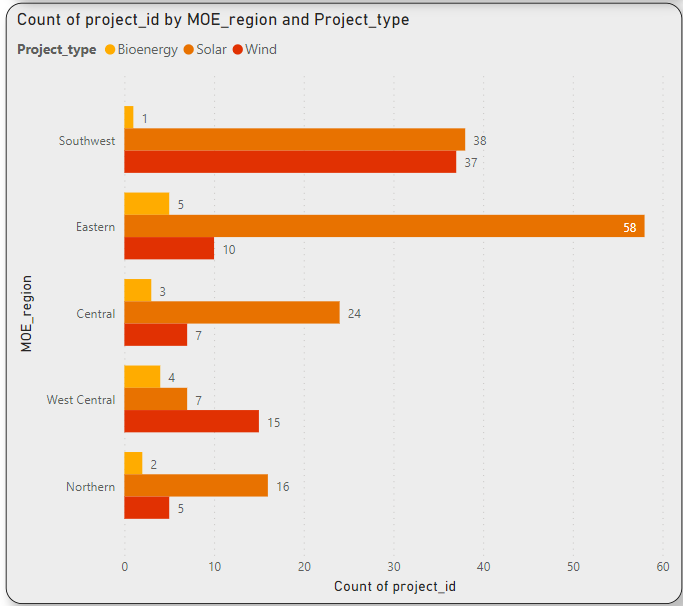 Count of project_id by MOE_region and Project_type
Project_type Bioenergy Solar Wind
Southwest
1
38
37
Eastern
5
58
10
Central
3
24
7
West Central
4
7
15
Northern
2
16
5
MOE_region
0 10 20 30 40 50 60
Count of project_id